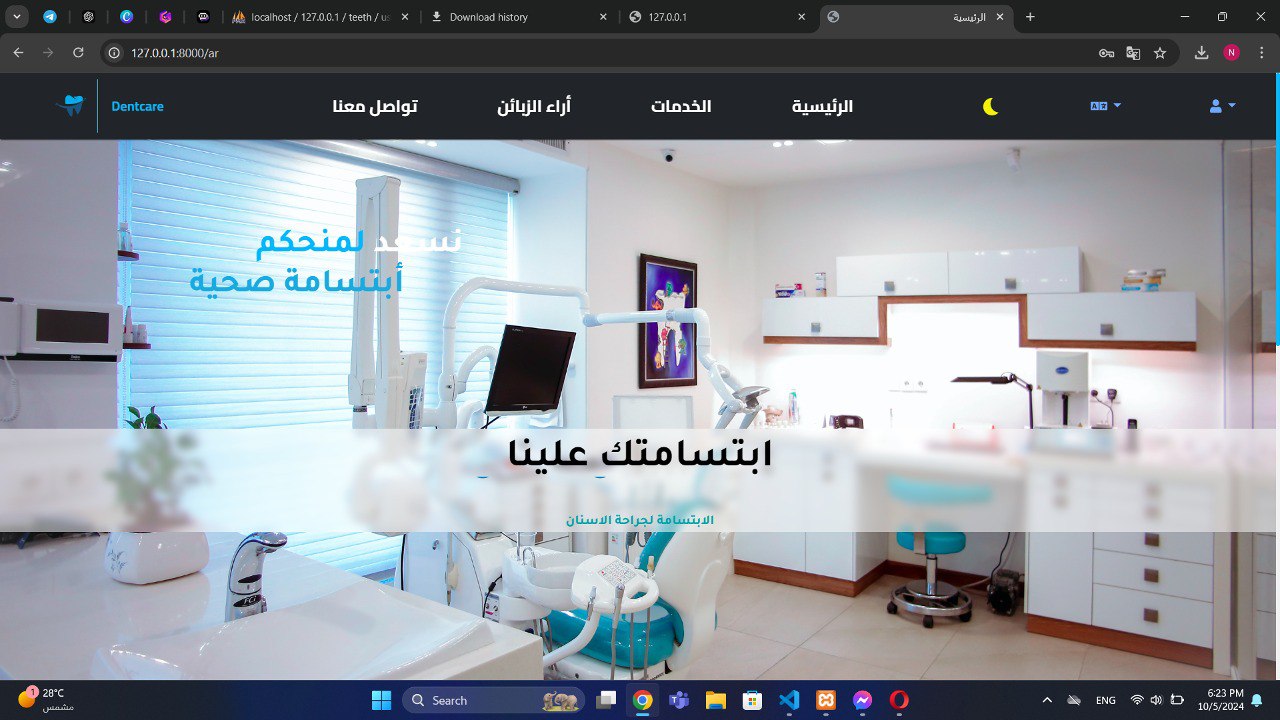 localhost / 127.0.0.1 / teeth / us
Download history
127.0.0.1
الرئيسية
127.0.0.1:8000/ar
N
Dentcare
الرئيسية
الخدمات
أراء الزبائن
تواصل معنا
نسعد لمنحكم
أبتسامة صحية
ابتسامتك علينا
الابتسامة لجراحة الاسنان
1
28°C
مشمس
Search
ENG
6:23 PM
10/5/2024